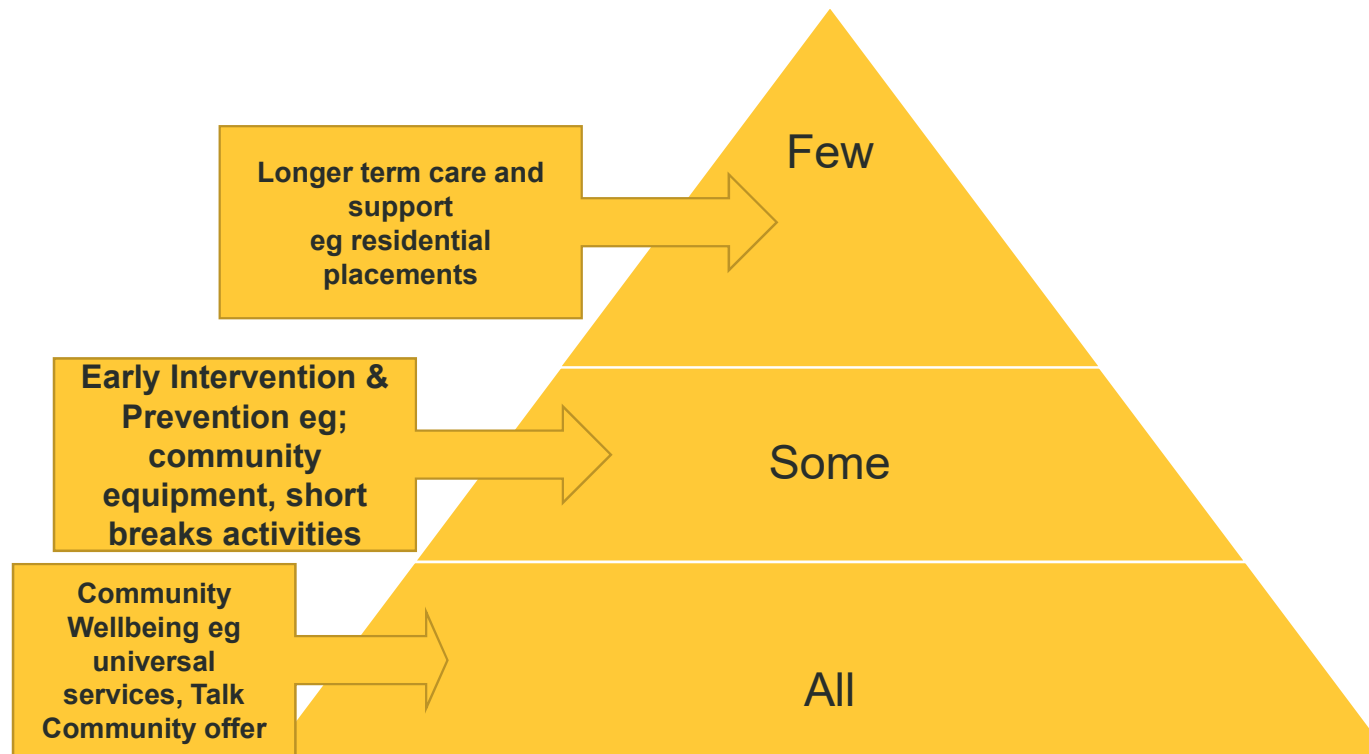 Few
Longer term care and
support
eg residential
placements
Early Intervention &
Prevention eg;
community
equipment, short
breaks activities
Some
Community
Wellbeing eg
universal
services, Talk
Community offer
All